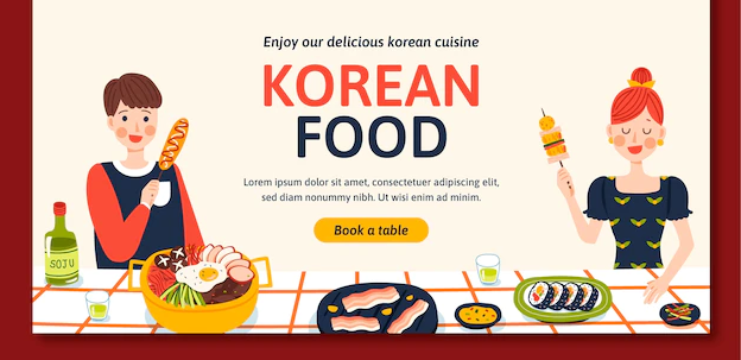 Enjoy our delicious korean cuisine
KOREAN
FOOD
Lorem ipsum dolor sit amet, consectetuer adipiscing elit,
sed diam nonummy nibh. Ut wisi enim ad minim.
Book a table
SOJU